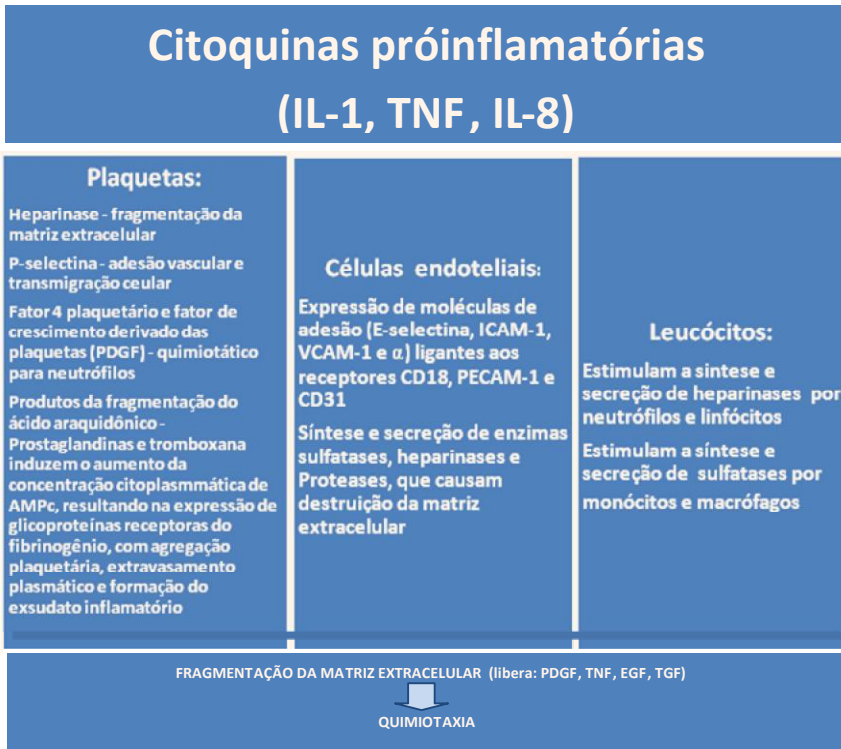 Citoquinas próinflamatórias
(IL-1, TNF, IL-8)
Plaquetas:
Heparinase - fragmentação da
matriz extracelular
P-selectina - adesão vascular e
transmigração ceular
Fator 4 plaquetário e fator de
crescimento derivado das
plaquetas (PDGF) - quimiotático
para neutrófilos
Produtos da fragmentação do
ácido araquidônico -
Prostaglandinas e tromboxana
induzem o aumento da
concentração citoplasmmática de
AMPc, resultando na expressão de
glicoproteínas receptoras do
fibrinogênio, com agregação
plaquetária, extravasamento
plasmático e formação do
exsudato inflamatório
Células endoteliais:
Expressão de moléculas de
adesão (E-selectina, ICAM-1,
VCAM-1 e α) ligantes aos
receptores CD18, PECAM-1 e
CD31
Síntese e secreção de enzimas
sulfatases, heparinases e
Proteases, que causam
destruição da matriz
extracelular
Leucócitos:
Estimulam a sintese e
secreção de heparinases por
neutrófilos e linfócitos
Estimulam a síntese e
secreção de sulfatases por
monócitos e macrófagos
FRAGMENTAÇÃO DA MATRIZ EXTRACELULAR (libera: PDGF, TNF, EGF, TGF)
QUIMIOTAXIA